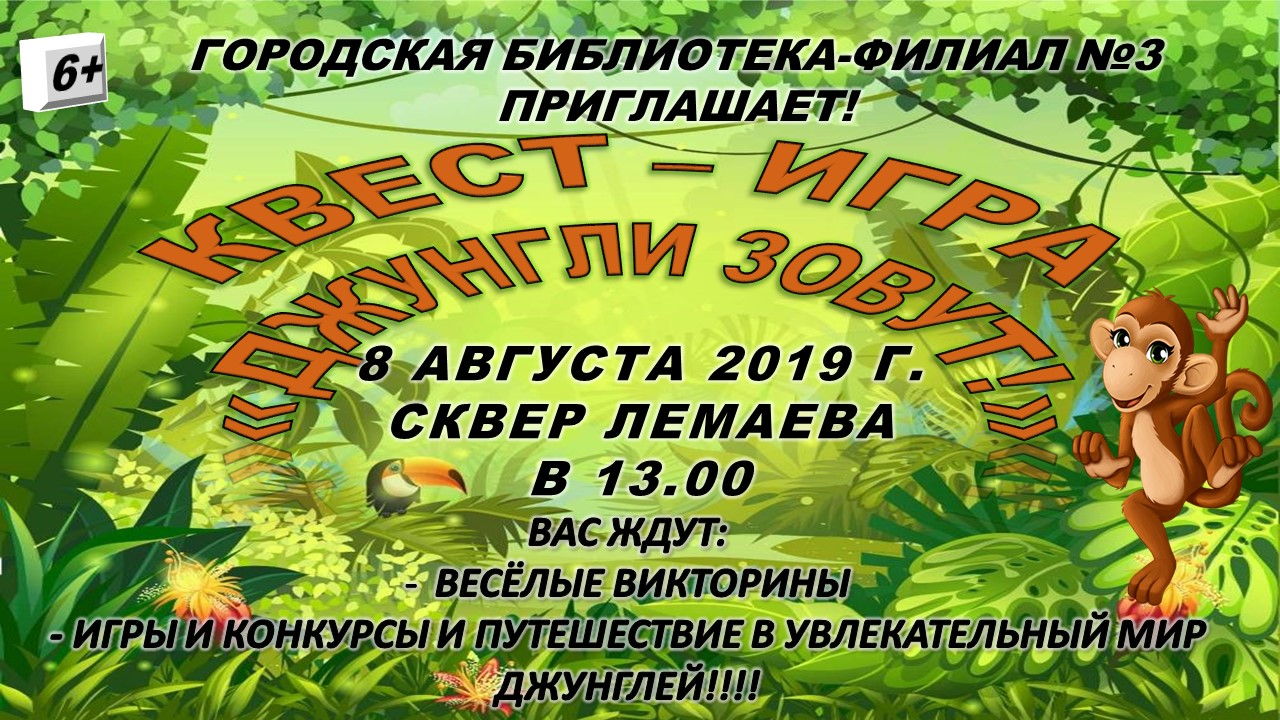 6+
ГОРОДСКАЯ БИБЛИОТЕКА-ФИЛИАЛ №3
ПРИГЛАШАЕТ!
КВЕСТ – ИГРА
«ДЖУНГЛИ ЗОВУТ!»
8 АВГУСТА 2019 Г.
СКВЕР ЛЕМАЕВА
В 13.00
ВАС ЖДУТ:
- ВЕСЁЛЫЕ ВИКТОРИНЫ
- ИГРЫ И КОНКУРСЫ И ПУТЕШЕСТВИЕ В УВЛЕКАТЕЛЬНЫЙ МИР
ДЖУНГЛЕЙ!!!!